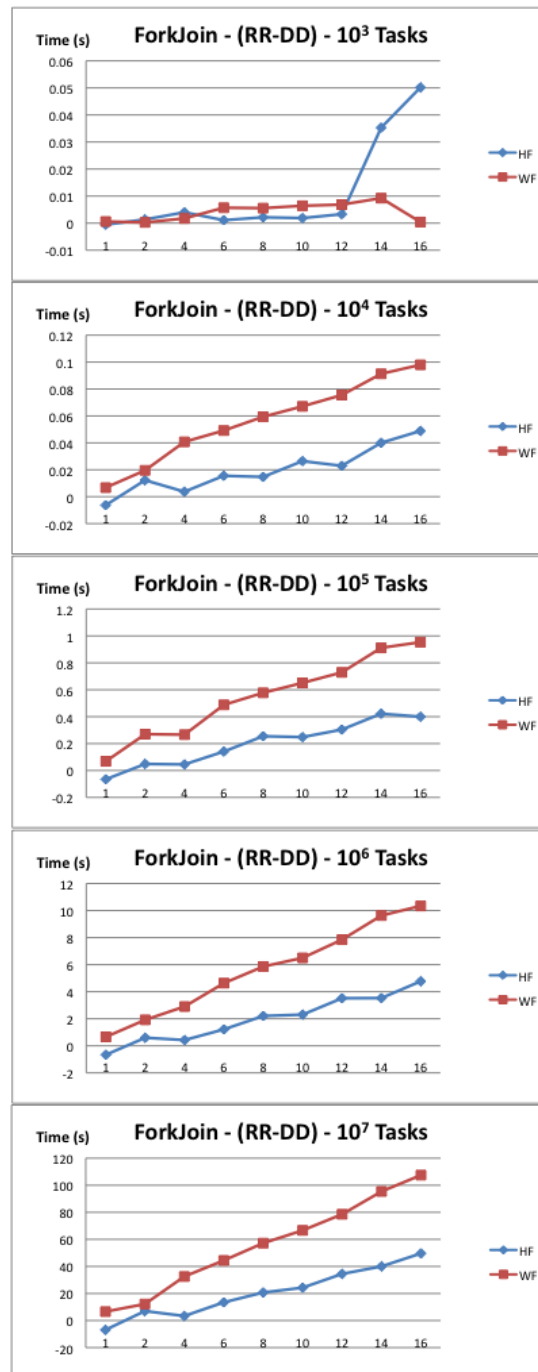 Time (s) ForkJoin - (RR-DD) - 10³ Tasks
0.06
0.05
0.04
0.03
0.02
0.01
0
-0.01
1 2 4 6 8 10 12 14 16
HF
WF
Time (s) ForkJoin - (RR-DD) - 10⁴ Tasks
0.12
0.1
0.08
0.06
0.04
0.02
0
-0.02
1 2 4 6 8 10 12 14 16
HF
WF
Time (s) ForkJoin - (RR-DD) - 10⁵ Tasks
1.2
1
0.8
0.6
0.4
0.2
0
-0.2
1 2 4 6 8 10 12 14 16
HF
WF
Time (s) ForkJoin - (RR-DD) - 10⁶ Tasks
12
10
8
6
4
2
0
-2
1 2 4 6 8 10 12 14 16
HF
WF
Time (s) ForkJoin - (RR-DD) - 10⁷ Tasks
120
100
80
60
40
20
0
-20
1 2 4 6 8 10 12 14 16
HF
WF